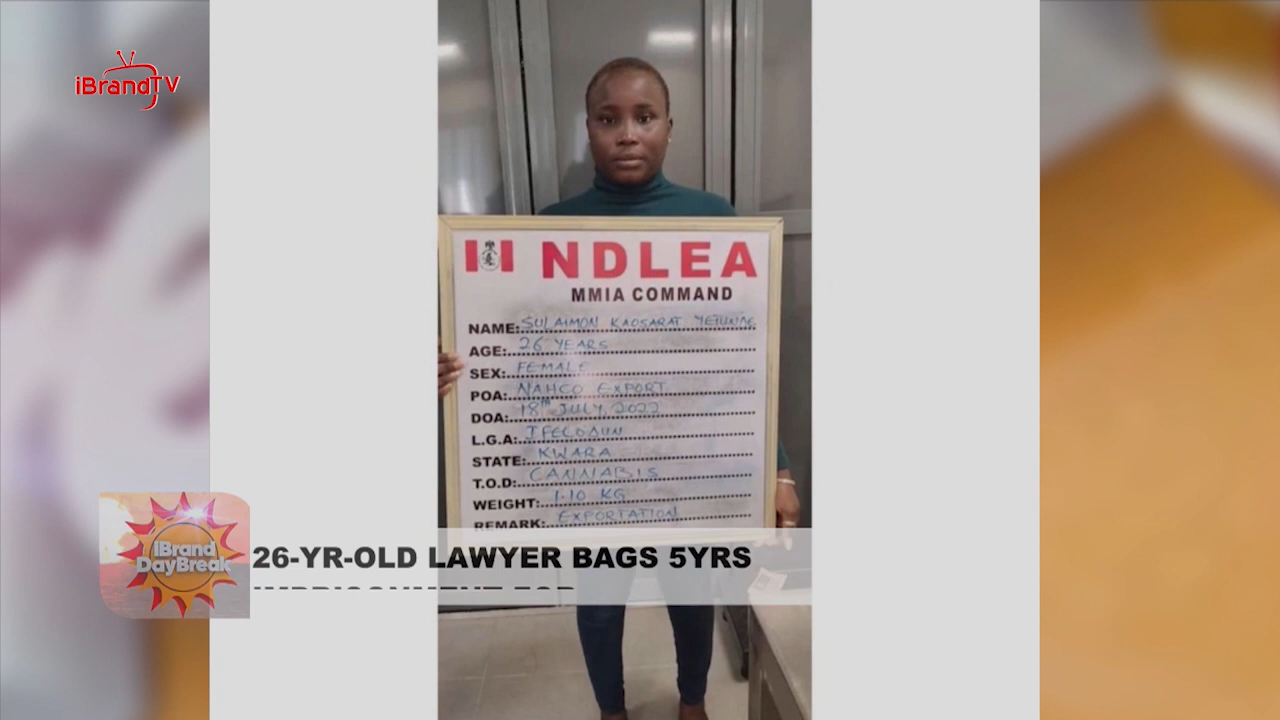 iBrandTV
NDLEA
MMIA COMMAND
NAME: SULAIMON KAOSARAT YETUNDE
AGE: 26 YEARS
SEX: FEMALE
POA: NAHCO EXPORT
DOA: 18TH JULY, 2022
L.G.A: IFELODUN
STATE: KWARA
T.O.D: CANNABIS
WEIGHT: 1.10 KG
REMARK: EXPORTATION
IBrand
DayBreak
26-YR-OLD LAWYER BAGS 5YRS
IMPRISONMENT FOR